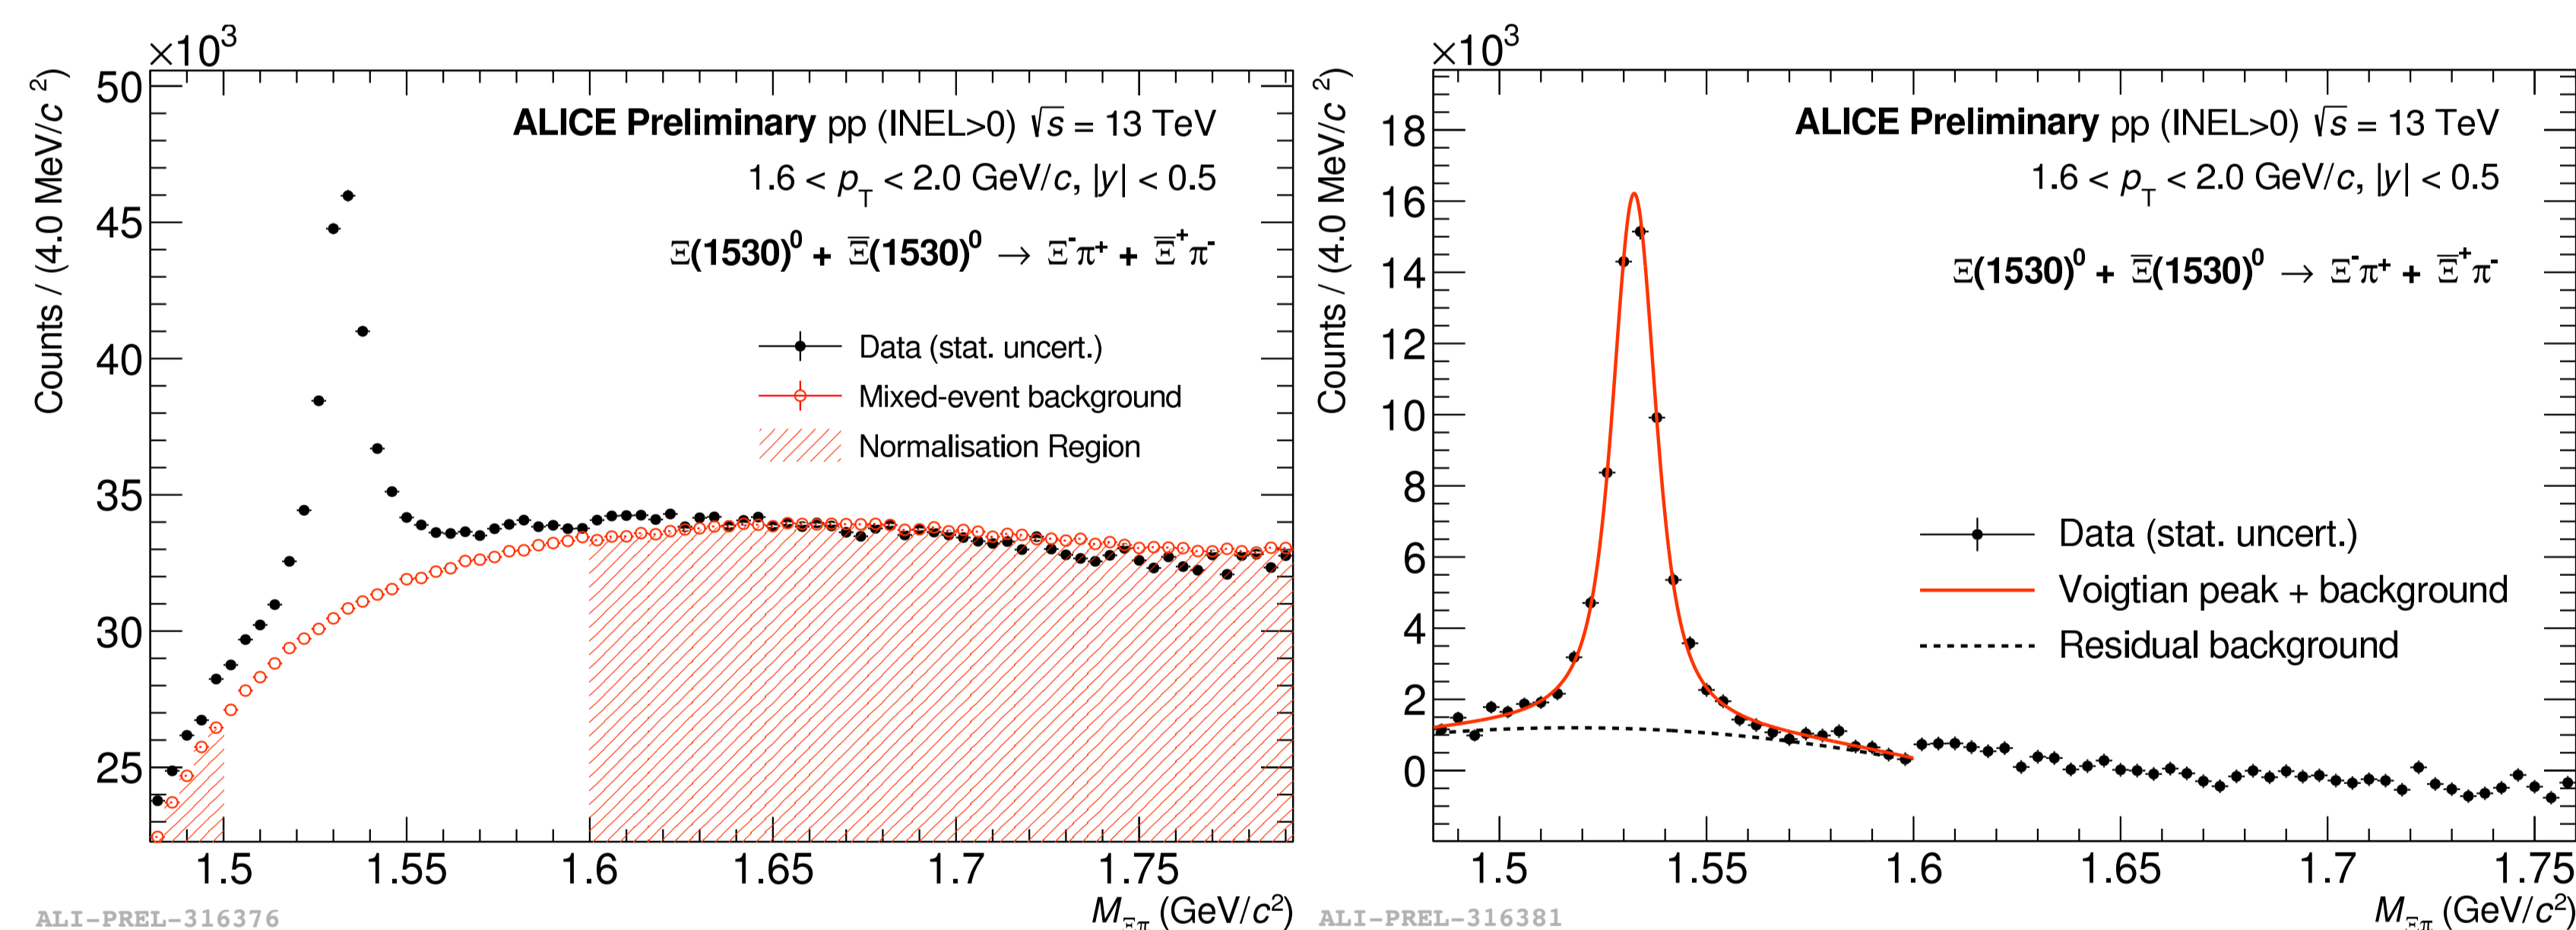 ×10³
Counts / (4.0 MeV/c ²)
50
45
40
35
30
25
ALICE Preliminary pp (INEL>0) √s = 13 TeV
1.6 < p_T < 2.0 GeV/c, |y| < 0.5
Ξ(1530)⁰ + Ξ̅(1530)⁰ → Ξ⁻π⁺ + Ξ̅⁺π⁻
Data (stat. uncert.)
Mixed-event background
Normalisation Region
1.5 1.55 1.6 1.65 1.7 1.75
M_Ξπ (GeV/c²)
ALI-PREL-316376
×10³
Counts / (4.0 MeV/c ²)
18
16
14
12
10
8
6
4
2
0
ALICE Preliminary pp (INEL>0) √s = 13 TeV
1.6 < p_T < 2.0 GeV/c, |y| < 0.5
Ξ(1530)⁰ + Ξ̅(1530)⁰ → Ξ⁻π⁺ + Ξ̅⁺π⁻
Data (stat. uncert.)
Voigtian peak + background
Residual background
1.5 1.55 1.6 1.65 1.7 1.75
M_Ξπ (GeV/c²)
ALI-PREL-316381